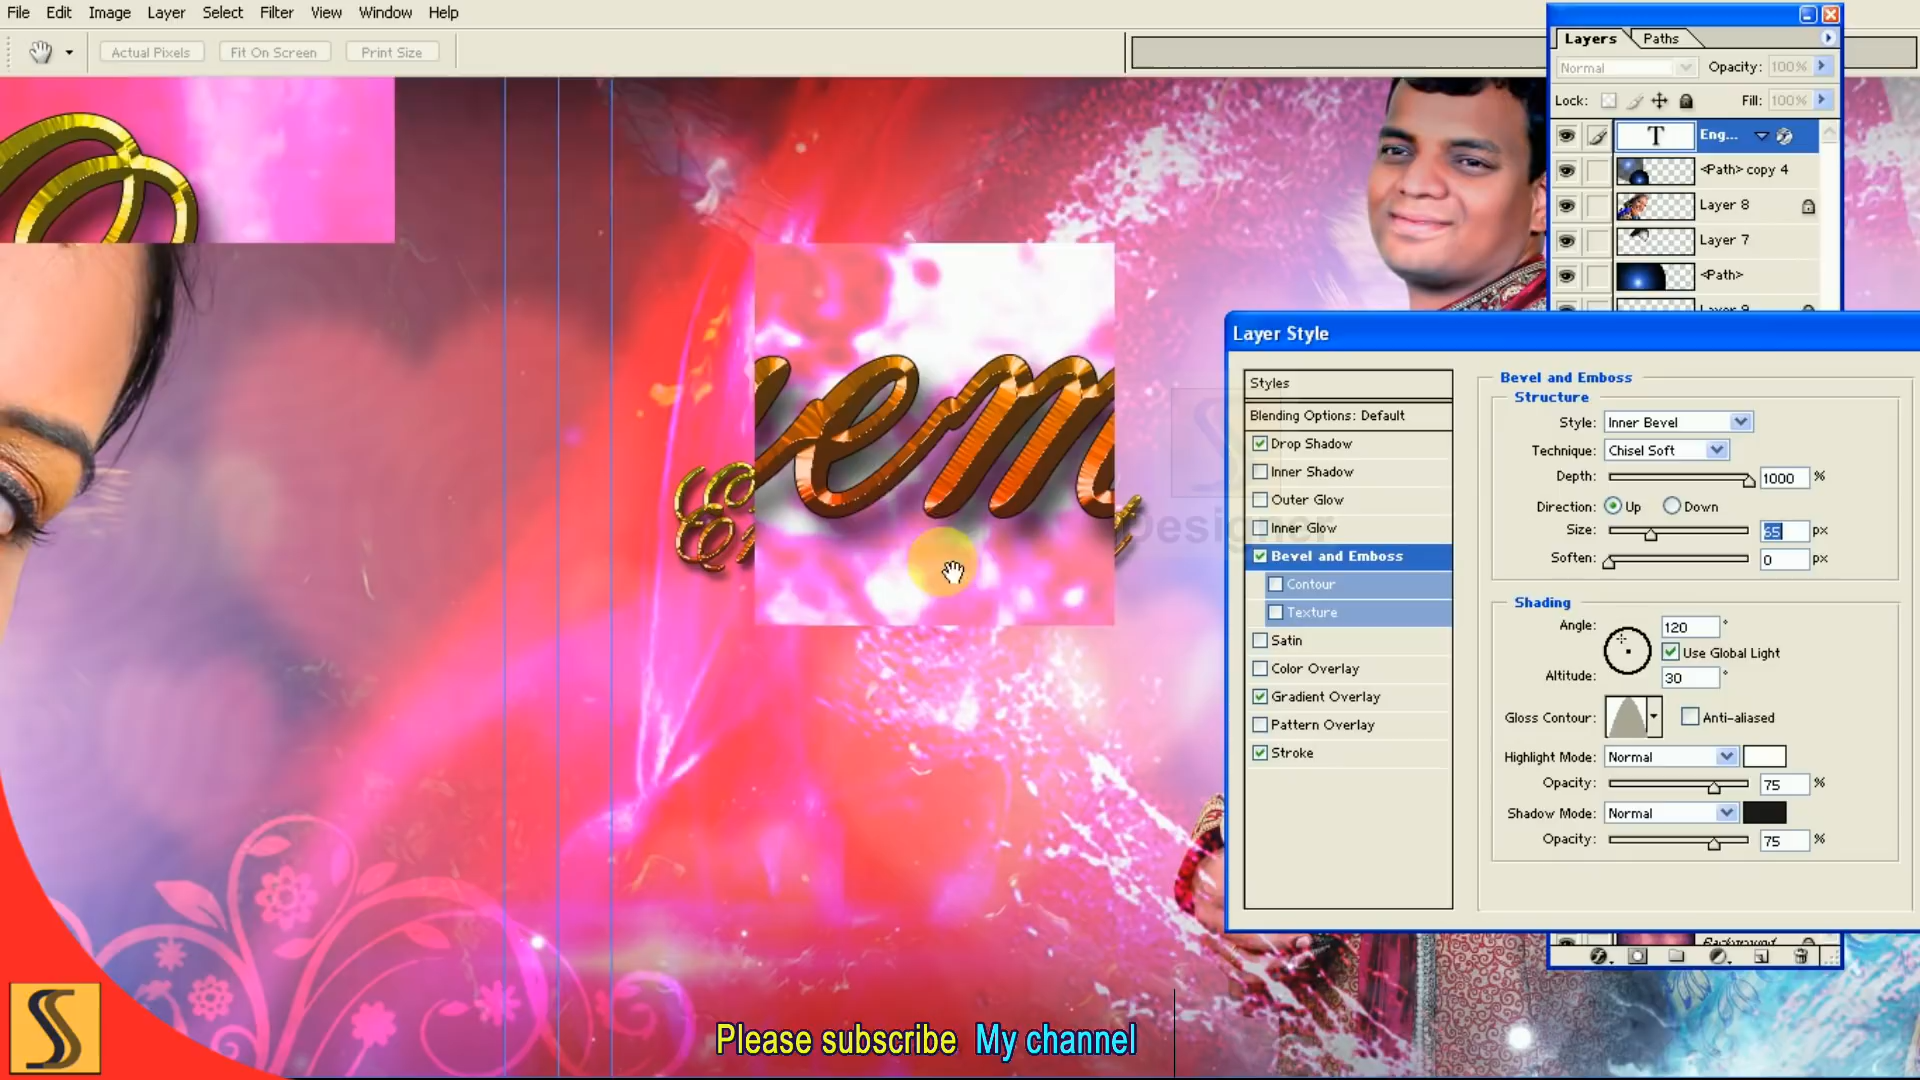 File Edit Image Layer Select Filter View Window Help
Actual Pixels Fit On Screen Print Size
Layers Paths
Normal Opacity: 100%
Lock: Fill: 100%
T Eng...
<Path> copy 4
Layer 8
Layer 7
<Path>
Layer 9
em
Designer
Layer Style
Styles
Blending Options: Default
Drop Shadow
Inner Shadow
Outer Glow
Inner Glow
Bevel and Emboss
Contour
Texture
Satin
Color Overlay
Gradient Overlay
Pattern Overlay
Stroke
Bevel and Emboss
Structure
Style: Inner Bevel
Technique: Chisel Soft
Depth: 1000 %
Direction: Up Down
Size: 65 px
Soften: 0 px
Shading
Angle: 120 °
Use Global Light
Altitude: 30 °
Gloss Contour: Anti-aliased
Highlight Mode: Normal
Opacity: 75 %
Shadow Mode: Normal
Opacity: 75 %
Background
Please subscribe My channel